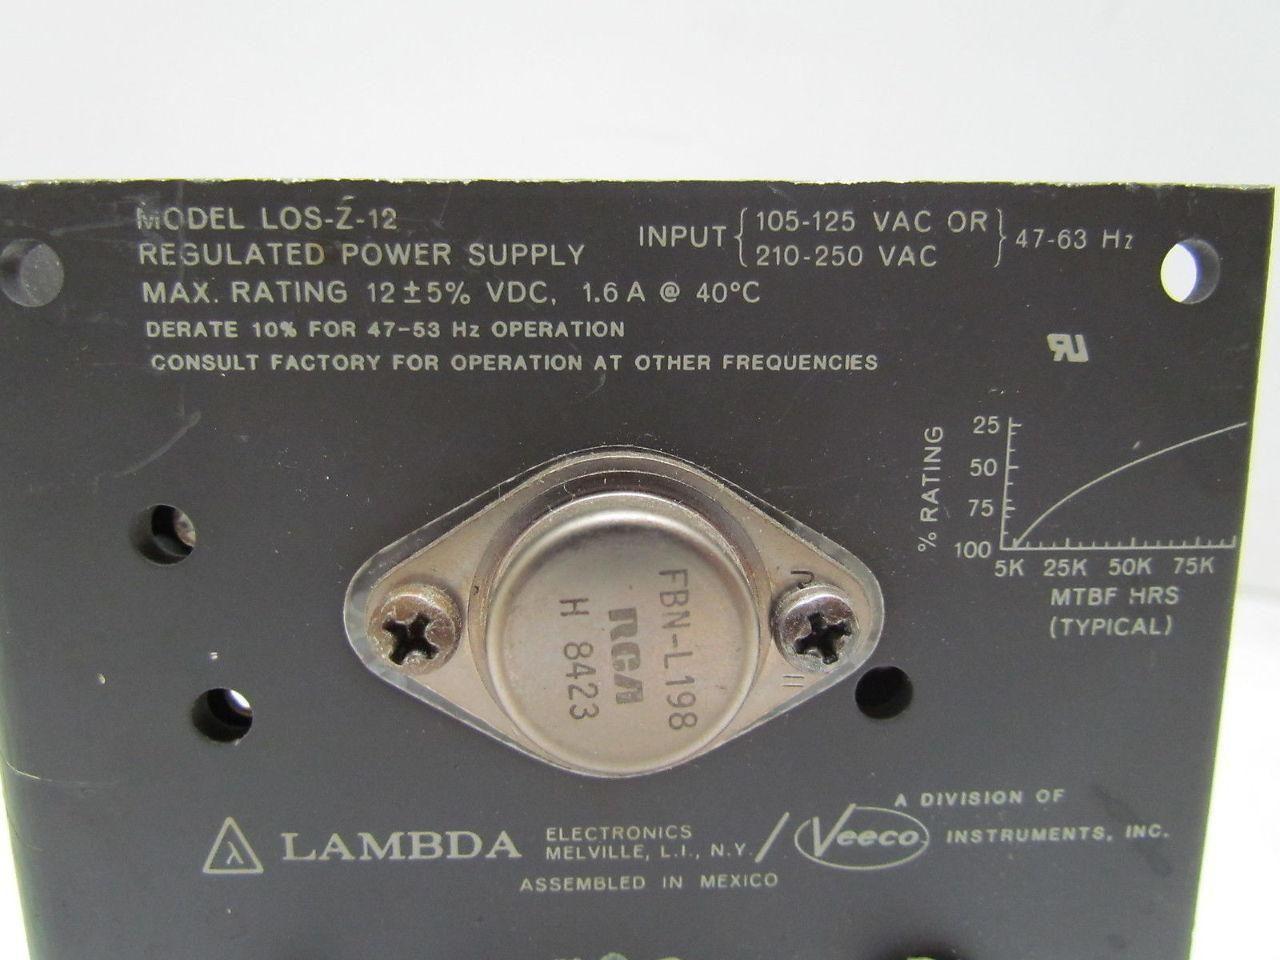 MODEL LOS-Z-12
REGULATED POWER SUPPLY
INPUT { 105-125 VAC OR
210-250 VAC } 47-63 Hz
MAX. RATING 12 ± 5% VDC, 1.6 A @ 40°C
DERATE 10% FOR 47-53 Hz OPERATION
CONSULT FACTORY FOR OPERATION AT OTHER FREQUENCIES
RU
% RATING
25
50
75
100
5K 25K 50K 75K
MTBF HRS
(TYPICAL)
FBN-L198
RCA
H 8423
λ LAMBDA
ELECTRONICS
MELVILLE, L.I., N.Y. /
Veeco
A DIVISION OF
INSTRUMENTS, INC.
ASSEMBLED IN MEXICO